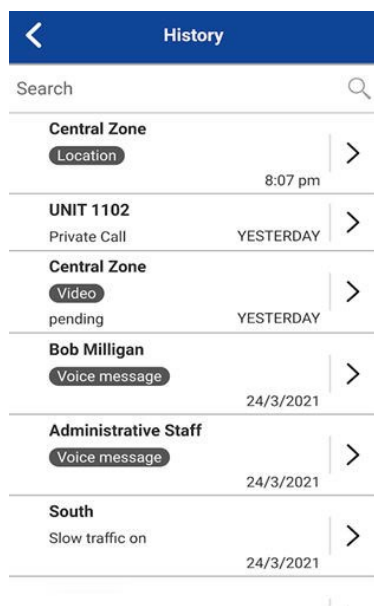 History
Search
Central Zone
Location
8:07 pm
UNIT 1102
Private Call YESTERDAY
Central Zone
Video
pending YESTERDAY
Bob Milligan
Voice message
24/3/2021
Administrative Staff
Voice message
24/3/2021
South
Slow traffic on
24/3/2021